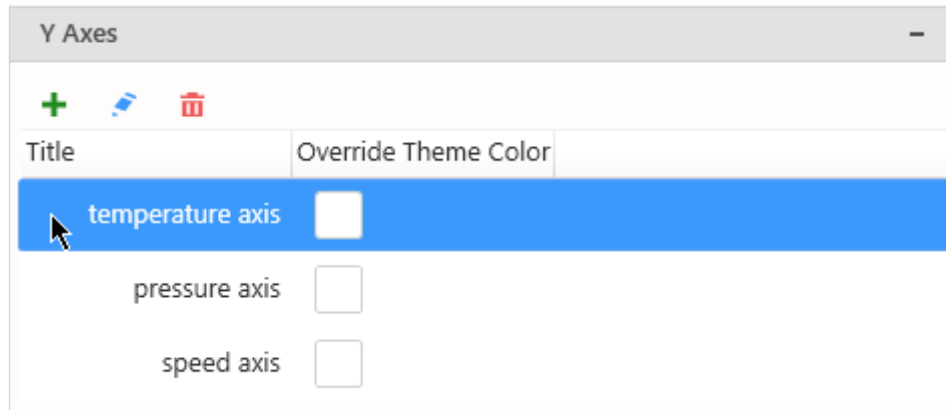 Y Axes
Title Override Theme Color
temperature axis
pressure axis
speed axis